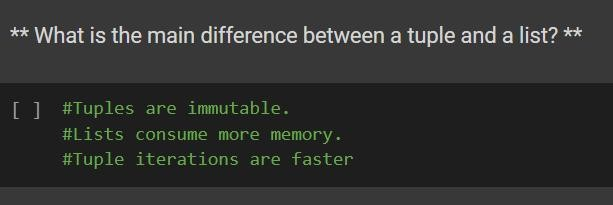 ** What is the main difference between a tuple and a list? **
[ ] #Tuples are immutable.
#Lists consume more memory.
#Tuple iterations are faster